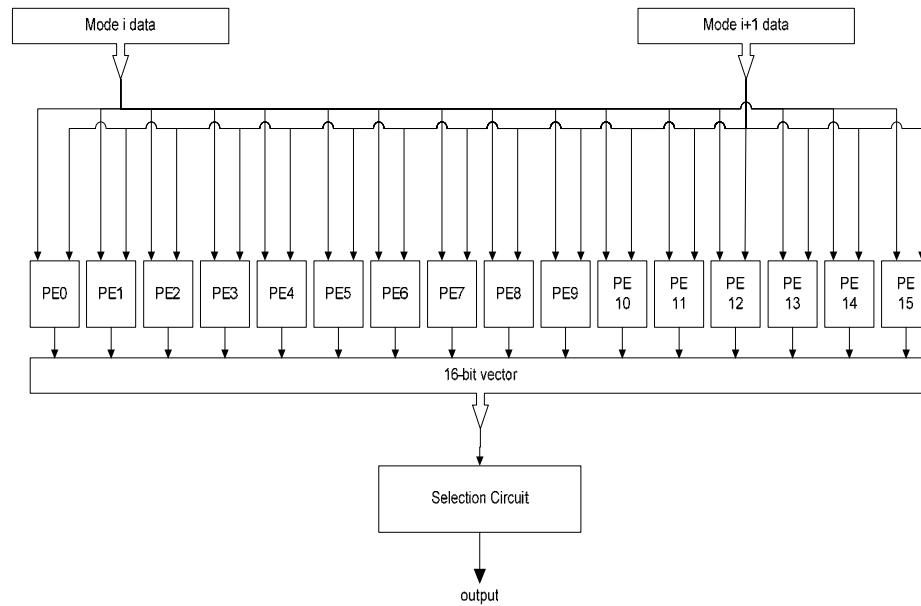 Mode i data
Mode i+1 data
PE0
PE1
PE2
PE3
PE4
PE5
PE6
PE7
PE8
PE9
PE
10
PE
11
PE
12
PE
13
PE
14
PE
15
16-bit vector
Selection Circuit
output